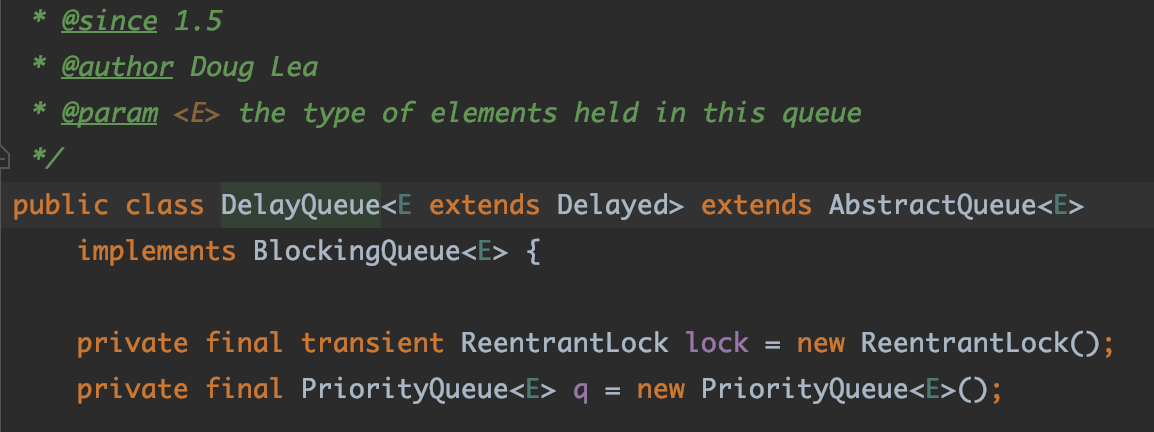 * @since 1.5
* @author Doug Lea
* @param <E> the type of elements held in this queue
*/
public class DelayQueue<E extends Delayed> extends AbstractQueue<E>
    implements BlockingQueue<E> {
    private final transient ReentrantLock lock = new ReentrantLock();
    private final PriorityQueue<E> q = new PriorityQueue<E>();